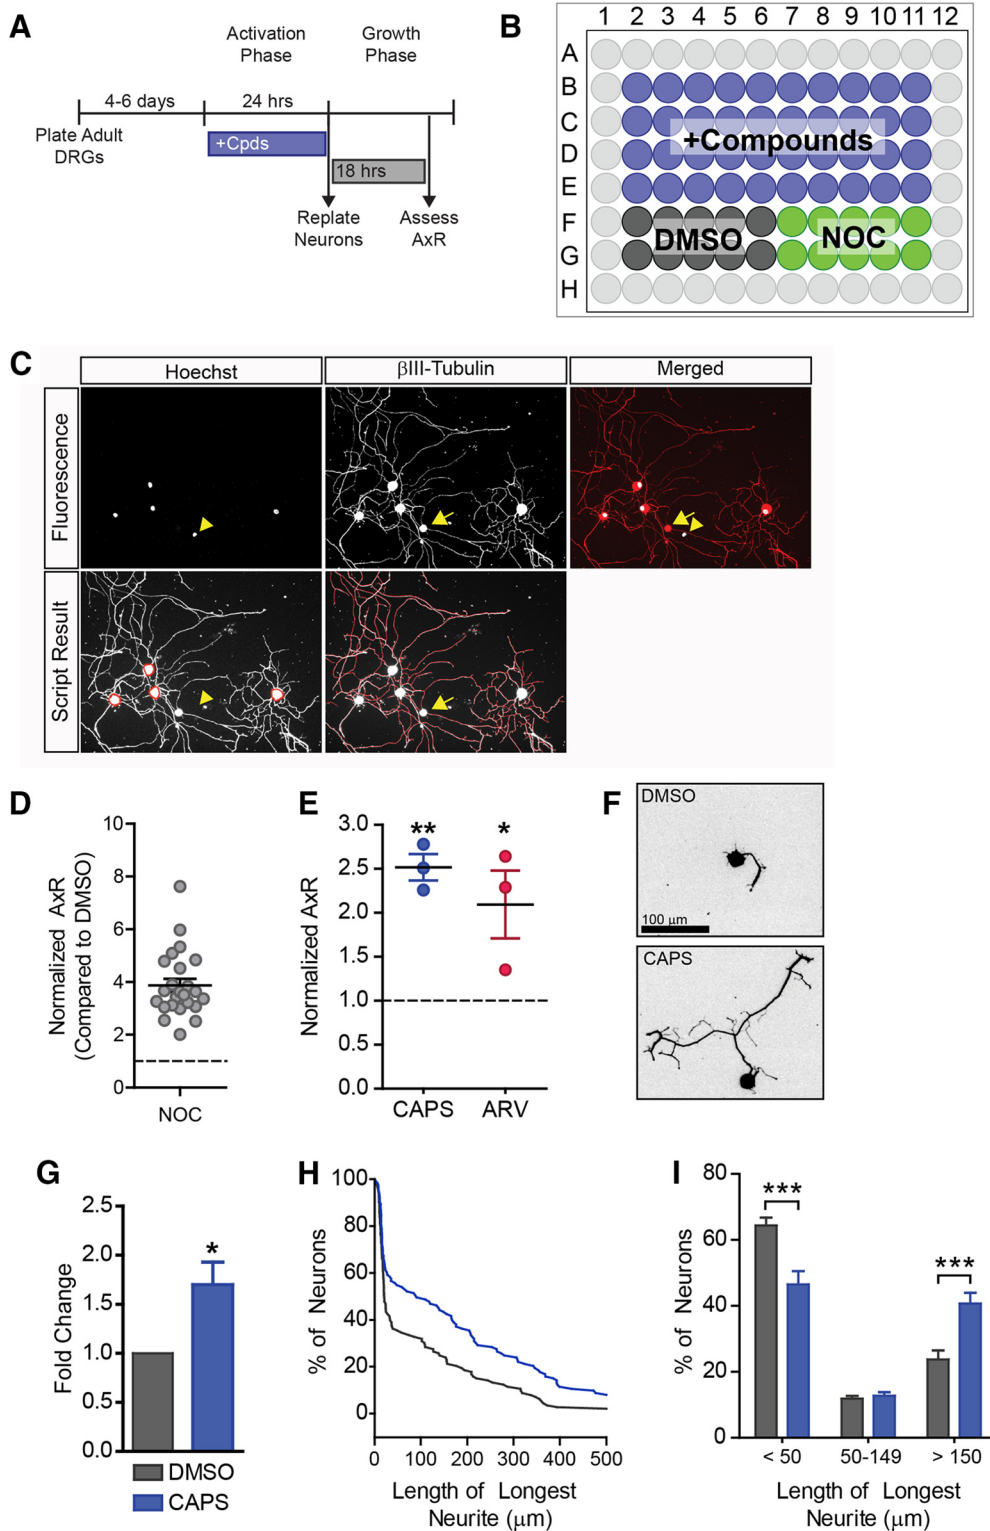 A
Activation
Phase
Growth
Phase
4-6 days
24 hrs
Plate Adult
DRGs
+Cpds
18 hrs
Replate
Neurons
Assess
AxR
B
1 2 3 4 5 6 7 8 9 10 11 12
A
B
C
D
E
F
G
H
+Compounds
DMSO
NOC
C
Hoechst
βIII-Tubulin
Merged
Fluorescence
Script Result
D
Normalized AxR
(Compared to DMSO)
10
8
6
4
2
0
NOC
E
Normalized AxR
3.0
2.5
2.0
1.5
1.0
0.5
0.0
**
*
CAPS
ARV
F
DMSO
100 µm
CAPS
G
Fold Change
2.5
2.0
1.5
1.0
0.5
0.0
*
DMSO
CAPS
H
% of Neurons
100
80
60
40
20
0
0 100 200 300 400 500
Length of Longest
Neurite (µm)
I
% of Neurons
80
60
40
20
0
***
***
< 50
50-149
> 150
Length of Longest
Neurite (µm)